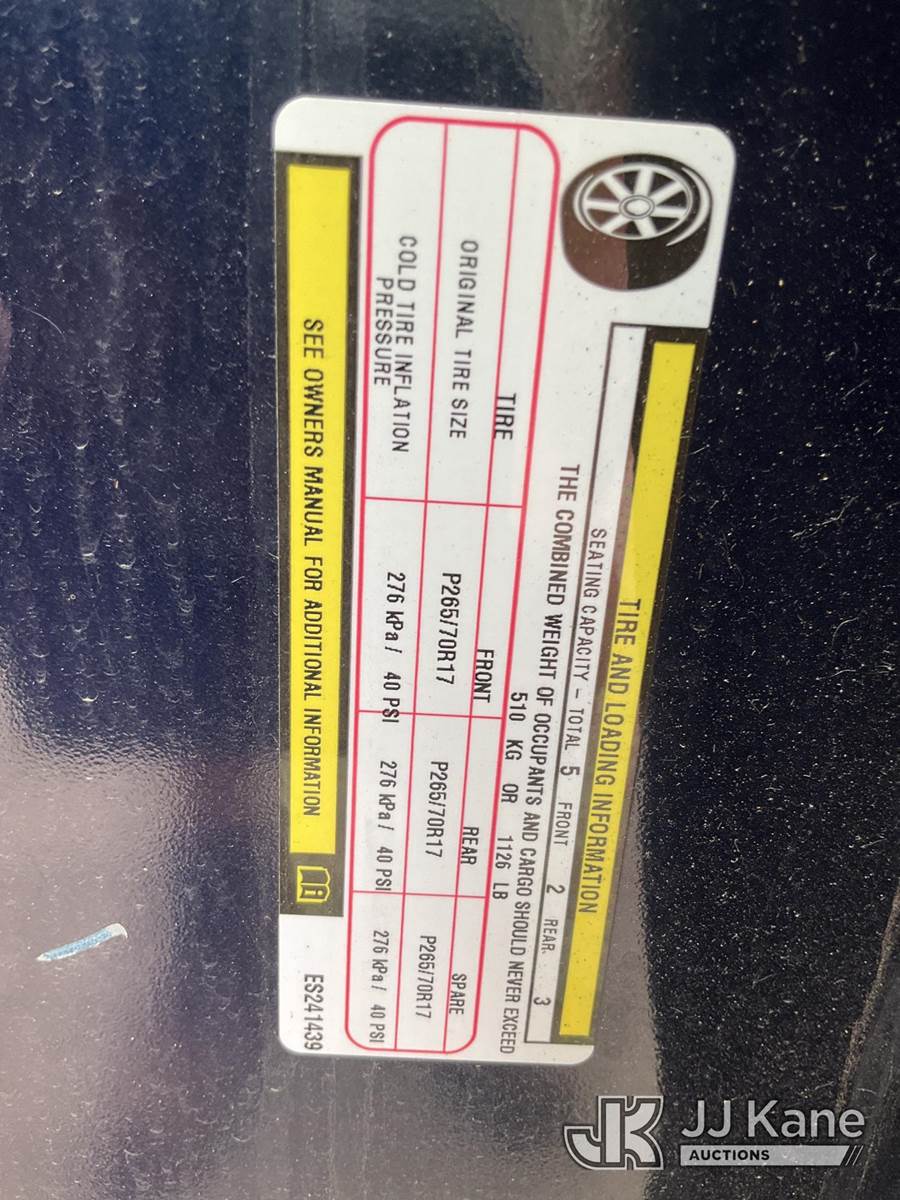 TIRE AND LOADING INFORMATION
SEATING CAPACITY - TOTAL 5 FRONT 2 REAR 3
THE COMBINED WEIGHT OF OCCUPANTS AND CARGO SHOULD NEVER EXCEED
510 KG OR 1126 LB
TIRE FRONT REAR SPARE
ORIGINAL TIRE SIZE P265/70R17 P265/70R17 P265/70R17
COLD TIRE INFLATION 276 kPa/ 40 PSI 276 kPa/ 40 PSI 276 kPa/ 40 PSI
PRESSURE
SEE OWNERS MANUAL FOR ADDITIONAL INFORMATION
ES241439
JK JJ Kane
AUCTIONS